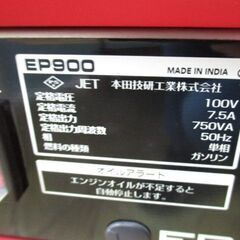 EP900 MADE IN INDIA
JET 本田技研工業株式会社
定格電圧 100V
定格電流 7.5A
定格出力 750VA
定格出力周波数 50Hz
相 単相
燃料の種類 ガソリン
オイルアラート
エンジンオイルが不足すると
自動停止します。